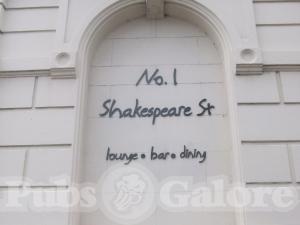 No. 1
Shakespeare St
lounge • bar • dining
Pubs Galore